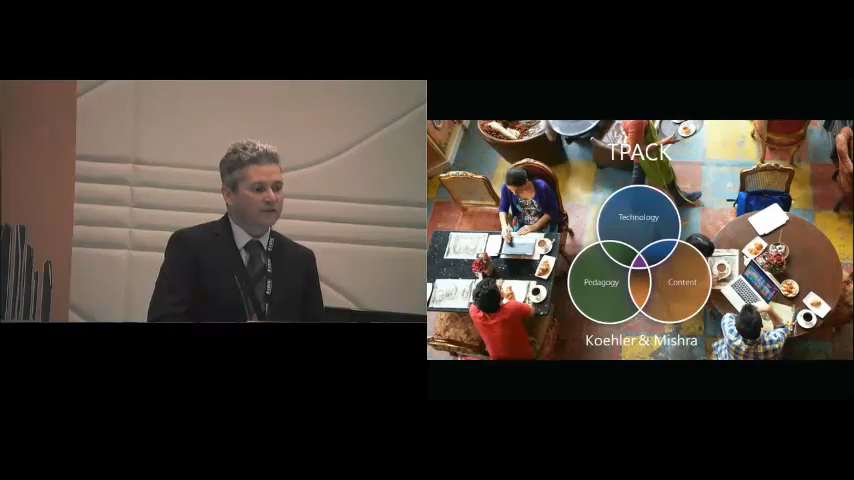 TPACK
Technology
Pedagogy
Content
Koehler & Mishra